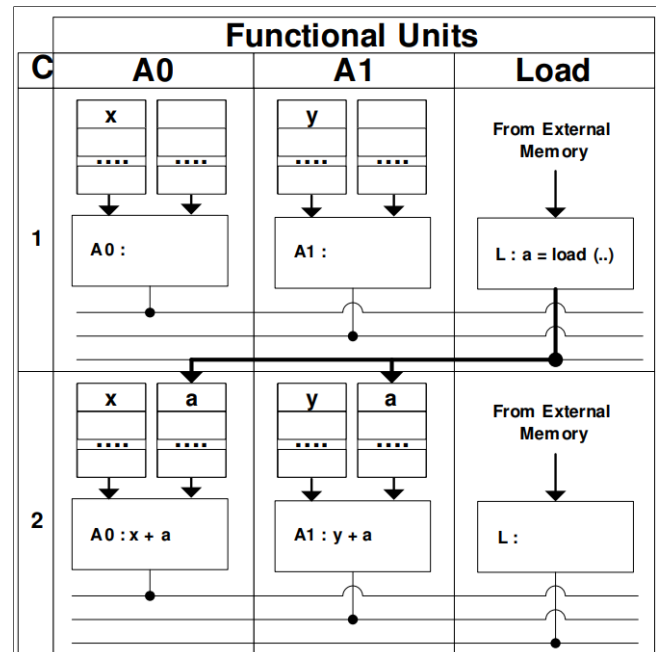 Functional Units
C A0 A1 Load
x y
.... .... .... ....
From External
Memory
1
A0 : A1 : L : a = load (..)
x a y a
.... .... .... ....
From External
Memory
2
A0 : x + a A1 : y + a L :